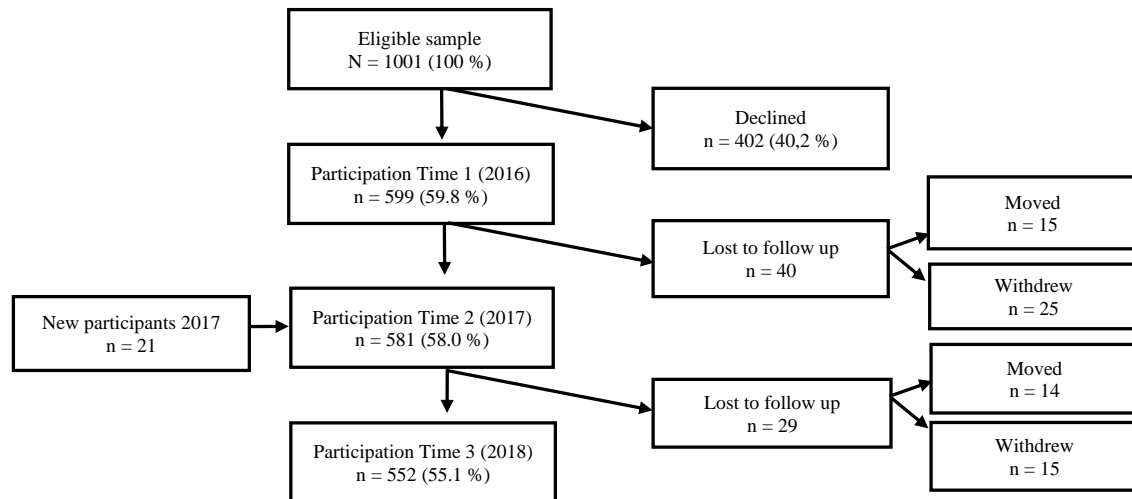 Eligible sample
N = 1001 (100 %)
Declined
n = 402 (40,2 %)
Participation Time 1 (2016)
n = 599 (59.8 %)
Moved
n = 15
Lost to follow up
n = 40
Withdrew
n = 25
New participants 2017
n = 21
Participation Time 2 (2017)
n = 581 (58.0 %)
Moved
n = 14
Lost to follow up
n = 29
Withdrew
n = 15
Participation Time 3 (2018)
n = 552 (55.1 %)